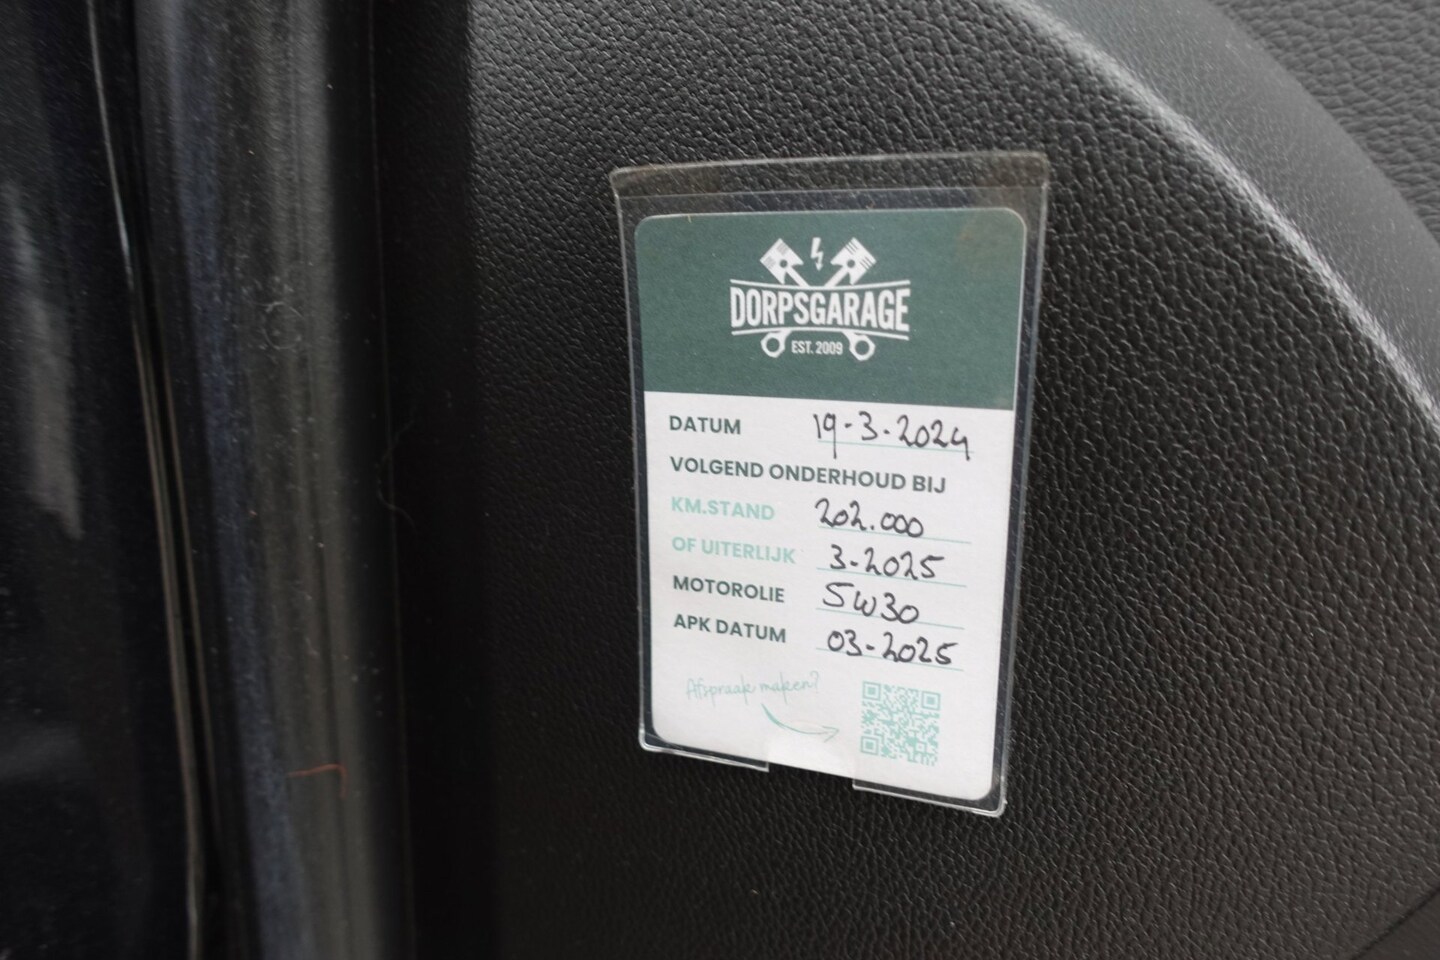 DORPSGARAGE
EST. 2009
DATUM 19-3-2024
VOLGEND ONDERHOUD BIJ
KM.STAND 202.000
OF UITERLIJK 3-2025
MOTOROLIE 5W30
APK DATUM 03-2025
Afspraak maken?